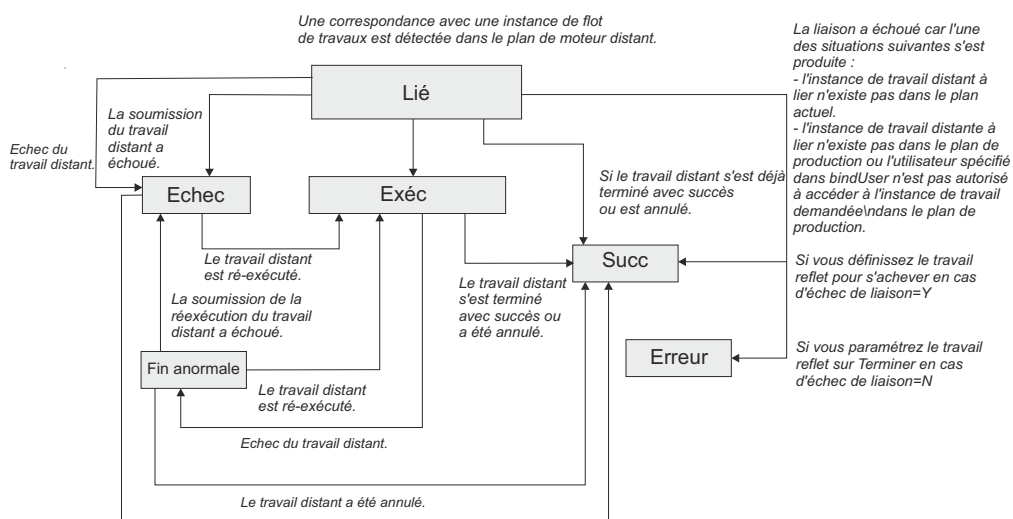 Une correspondance avec une instance de flot
de travaux est détectée dans le plan de moteur distant.
La liaison a échoué car l'une
des situations suivantes s'est
produite :
- l'instance de travail distant à
lier n'existe pas dans le plan
actuel.
- l'instance de travail distante à
lier n'existe pas dans le plan de
production ou l'utilisateur spécifié
dans bindUser n'est pas autorisé
à accéder à l'instance de travail
demandée\ndans le plan de
production.
Lié
La soumission
du travail
distant a
échoué.
Echec du
travail distant.
Si le travail distant s'est déjà
terminé avec succès
ou est annulé.
Echec
Exéc
Le travail distant
est ré-exécuté.
Succ
Si vous définissez le travail
reflet pour s'achever en cas
d'échec de liaison=Y
Le travail distant
s'est terminé
avec succès ou
a été annulé.
La soumission de la
réexécution du travail
distant a échoué.
Erreur
Si vous paramétrez le travail
reflet sur Terminer en cas
d'échec de liaison=N
Fin anormale
Le travail distant
est ré-exécuté.
Echec du travail distant.
Le travail distant a été annulé.